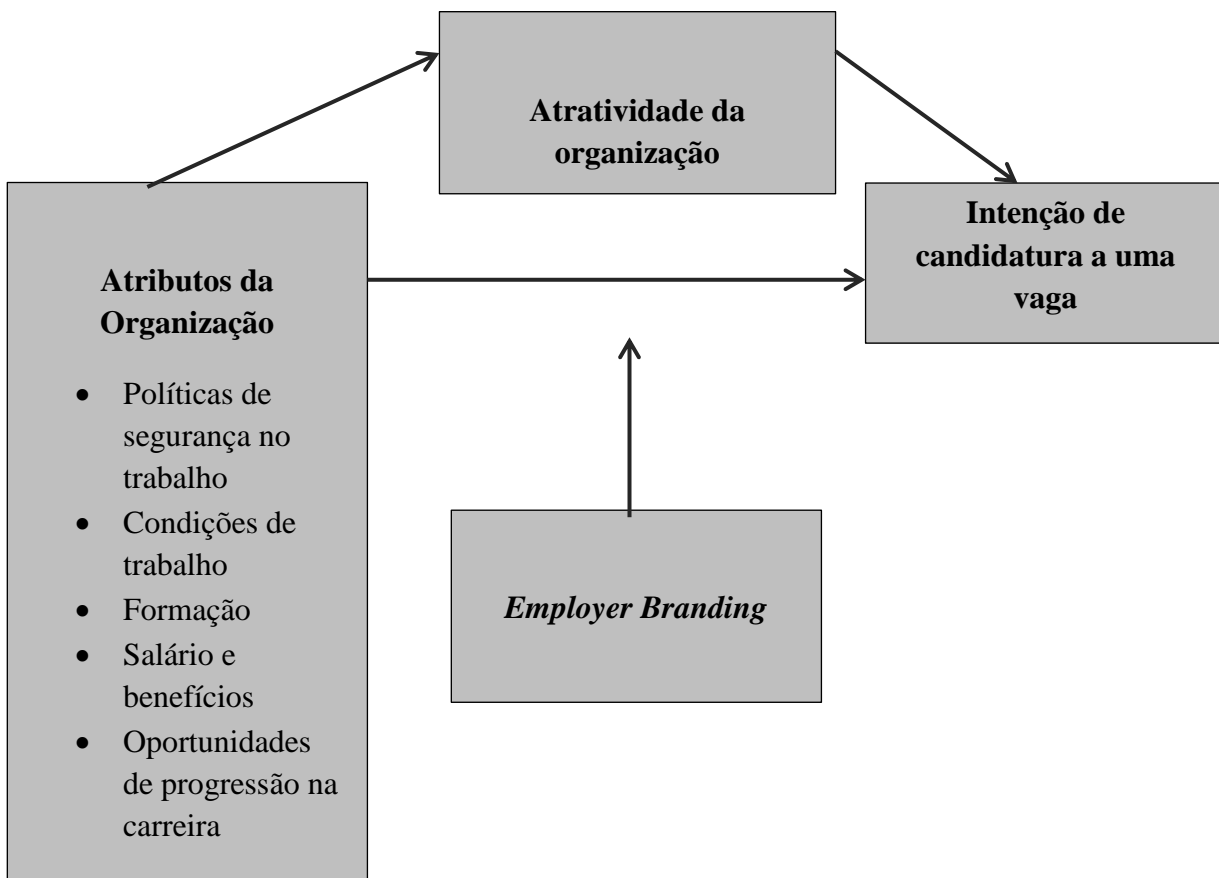 Atratividade da
organização
Intenção de
candidatura a uma
vaga
Atributos da
Organização
• Políticas de
segurança no
trabalho
• Condições de
trabalho
• Formação
• Salário e
benefícios
• Oportunidades
de progressão na
carreira
Employer Branding